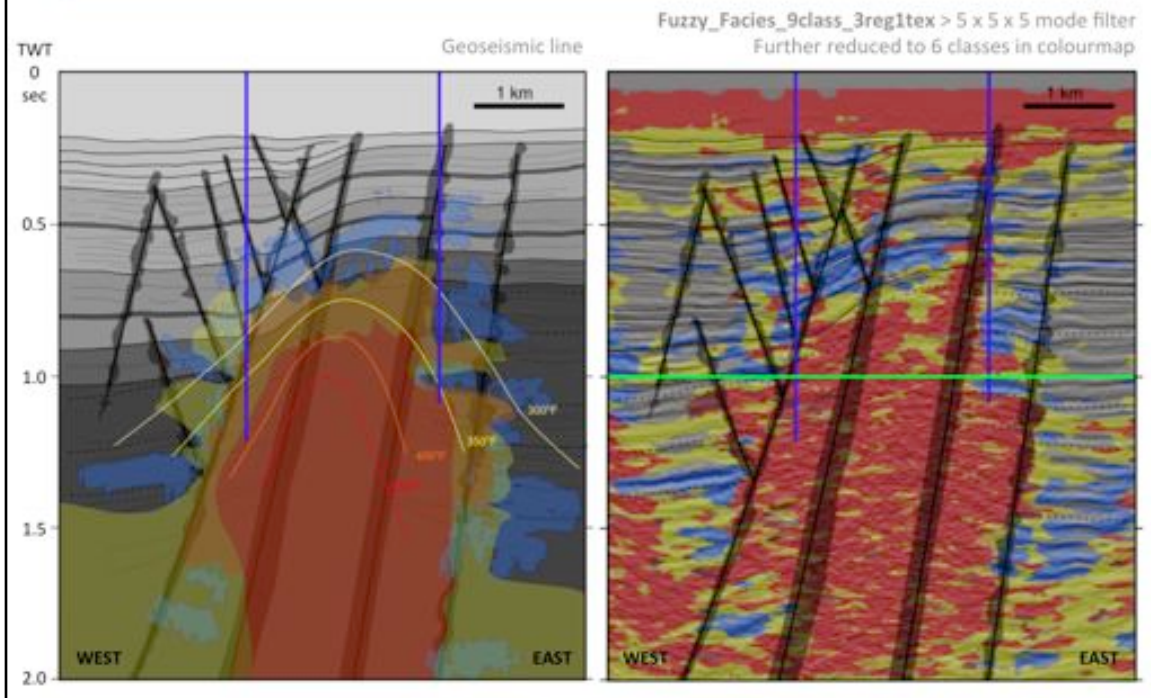 Fuzzy_Facies_9class_3reg1tex > 5 x 5 x 5 mode filter
Geoseismic line
Further reduced to 6 classes in colourmap
TWT
0
sec
1 km
1 km
0.5
1.0
300°F
350°F
400°F
1.5
WEST
EAST
WEST
EAST
2.0